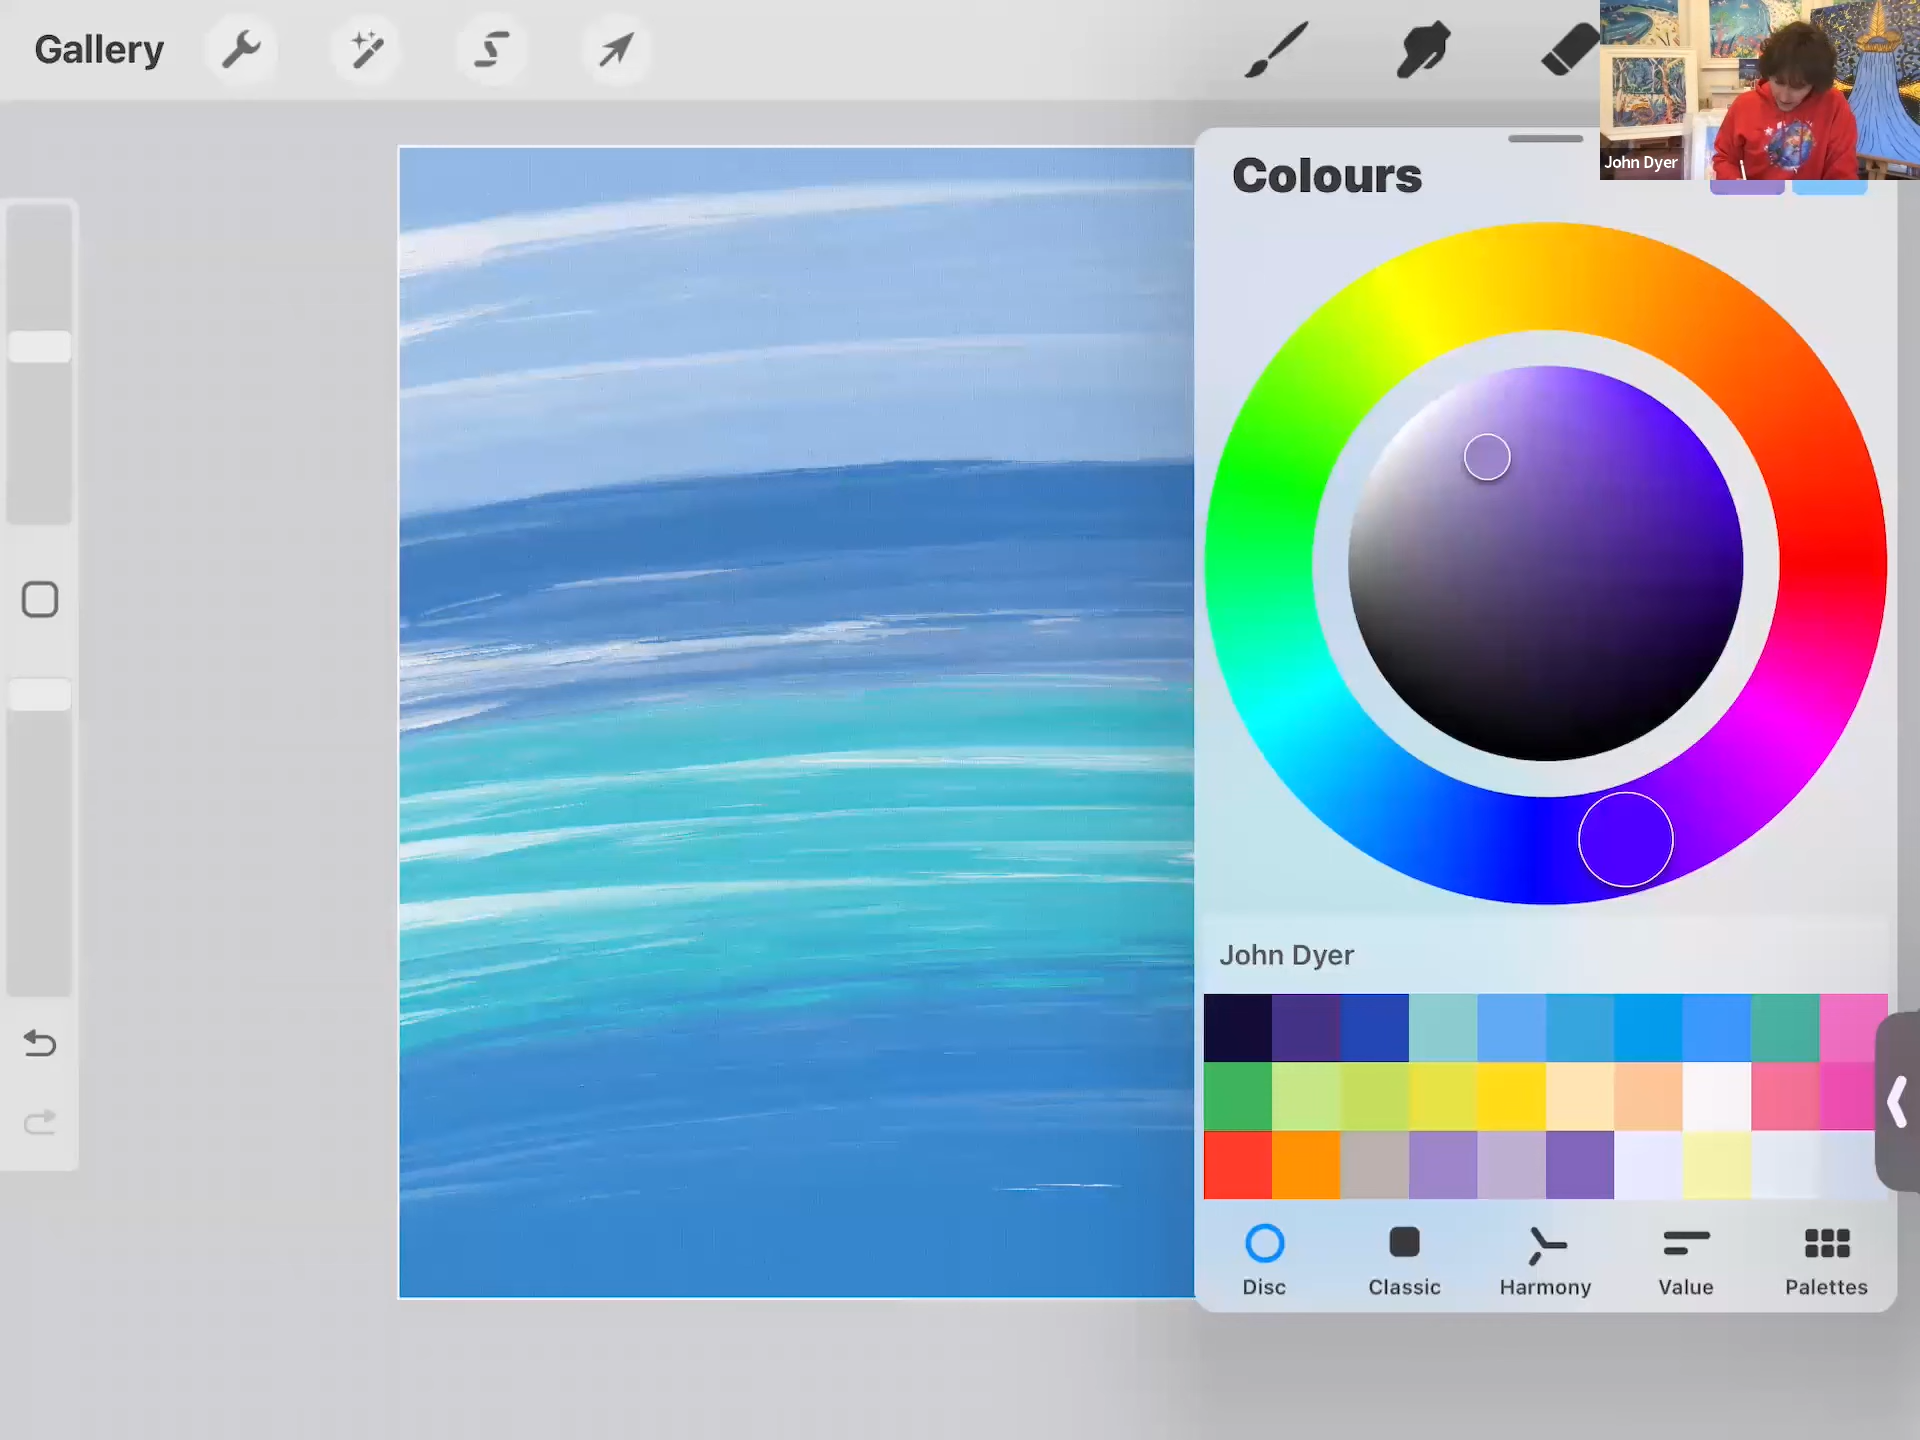 Gallery
John Dyer
Colours
John Dyer
Disc
Classic
Harmony
Value
Palettes